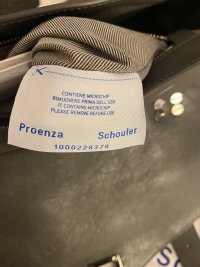 CONTIENE MICROCHIP
RIMUOVERE PRIMA DELL'USO
IT CONTAINS MICROCHIP
PLEASE REMOVE BEFORE USE
Proenza Schouler
1000229379